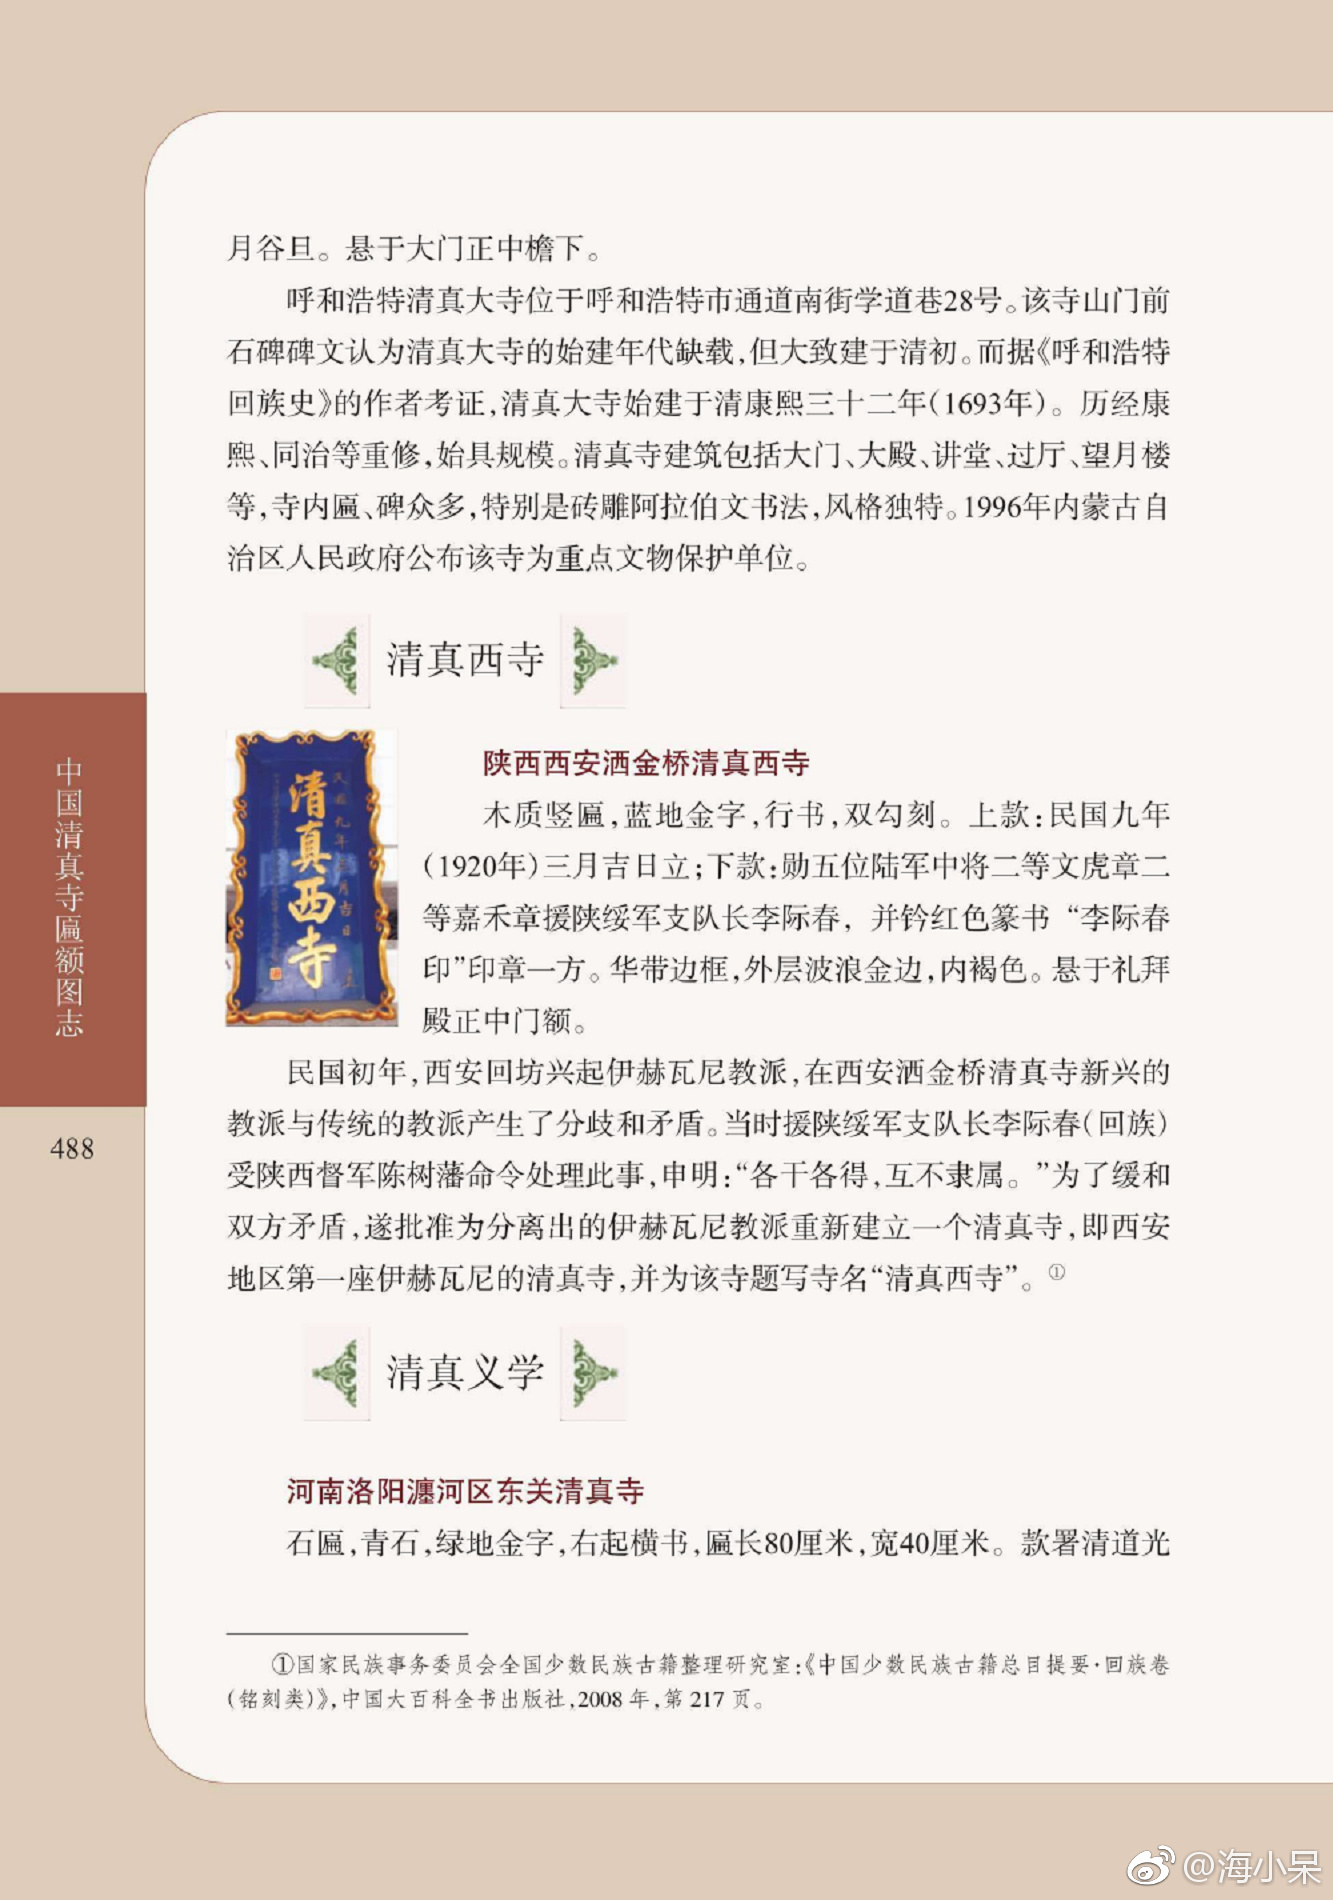 月谷旦。悬于大门正中檐下。
呼和浩特清真大寺位于呼和浩特市通道南街学道巷28号。该寺山门前
石碑碑文认为清真大寺的始建年代缺载,但大致建于清初。而据《呼和浩特
回族史》的作者考证,清真大寺始建于清康熙三十二年(1693年)。历经康
熙、同治等重修,始具规模。清真寺建筑包括大门、大殿、讲堂、过厅、望月楼
等,寺内匾、碑众多,特别是砖雕阿拉伯文书法,风格独特。1996年内蒙古自
治区人民政府公布该寺为重点文物保护单位。
清真西寺
陕西西安洒金桥清真西寺
清真西寺
民国九年三月吉日立
木质竖匾,蓝地金字,行书,双勾刻。上款:民国九年
(1920年)三月吉日立;下款:勋五位陆军中将二等文虎章二
等嘉禾章援陕绥军支队长李际春,并钤红色篆书“李际春
印”印章一方。华带边框,外层波浪金边,内褐色。悬于礼拜
殿正中门额。
民国初年,西安回坊兴起伊赫瓦尼教派,在西安洒金桥清真寺新兴的
教派与传统的教派产生了分歧和矛盾。当时援陕绥军支队长李际春(回族)
受陕西督军陈树藩命令处理此事,申明:“各干各得,互不隶属。”为了缓和
双方矛盾,遂批准为分离出的伊赫瓦尼教派重新建立一个清真寺,即西安
地区第一座伊赫瓦尼的清真寺,并为该寺题写寺名“清真西寺”。①
清真义学
河南洛阳瀍河区东关清真寺
石匾,青石,绿地金字,右起横书,匾长80厘米,宽40厘米。款署清道光
①国家民族事务委员会全国少数民族古籍整理研究室:《中国少数民族古籍总目提要·回族卷
(铭刻类)》,中国大百科全书出版社,2008年,第217页。
中国清真寺匾额图志
488
@海小呆